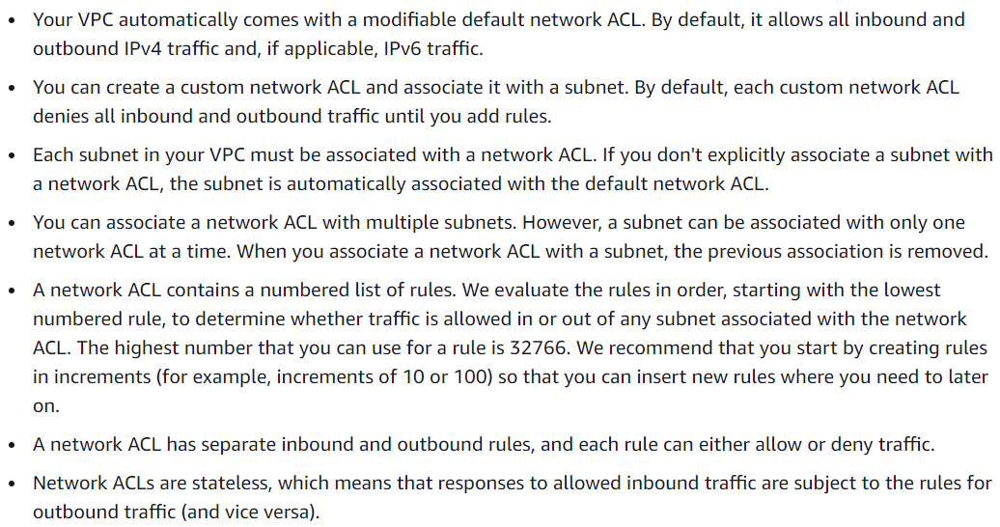 • Your VPC automatically comes with a modifiable default network ACL. By default, it allows all inbound and
outbound IPv4 traffic and, if applicable, IPv6 traffic.
• You can create a custom network ACL and associate it with a subnet. By default, each custom network ACL
denies all inbound and outbound traffic until you add rules.
• Each subnet in your VPC must be associated with a network ACL. If you don't explicitly associate a subnet with
a network ACL, the subnet is automatically associated with the default network ACL.
• You can associate a network ACL with multiple subnets. However, a subnet can be associated with only one
network ACL at a time. When you associate a network ACL with a subnet, the previous association is removed.
• A network ACL contains a numbered list of rules. We evaluate the rules in order, starting with the lowest
numbered rule, to determine whether traffic is allowed in or out of any subnet associated with the network
ACL. The highest number that you can use for a rule is 32766. We recommend that you start by creating rules
in increments (for example, increments of 10 or 100) so that you can insert new rules where you need to later
on.
• A network ACL has separate inbound and outbound rules, and each rule can either allow or deny traffic.
• Network ACLs are stateless, which means that responses to allowed inbound traffic are subject to the rules for
outbound traffic (and vice versa).